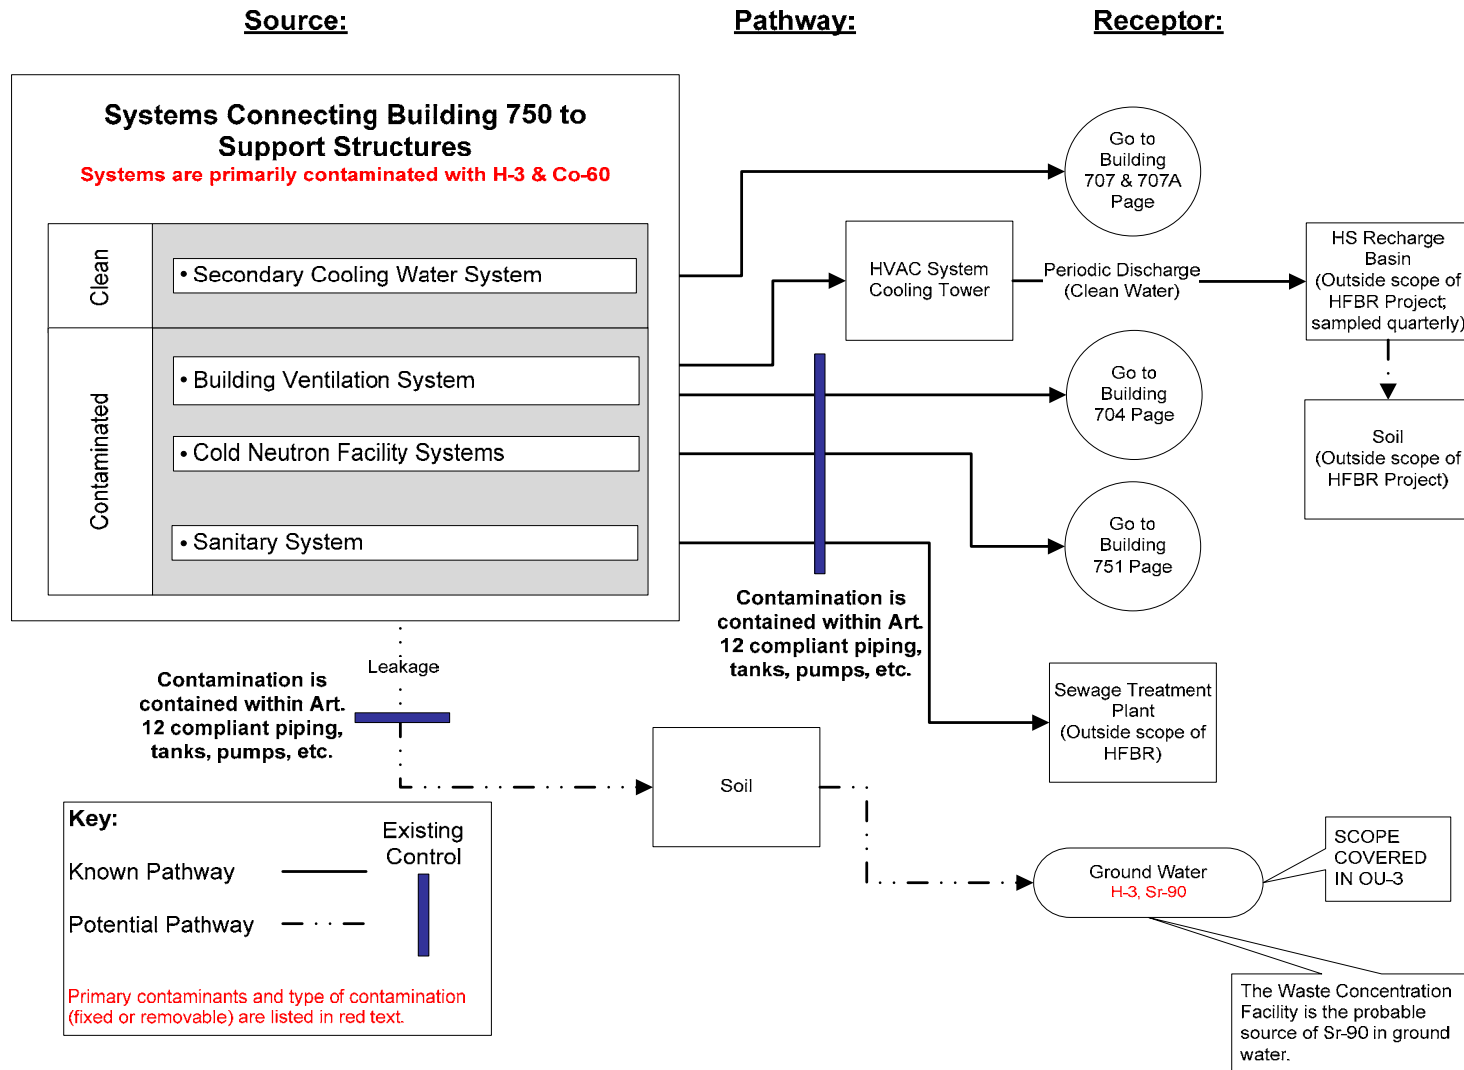 Source:
Pathway:
Receptor:
Systems Connecting Building 750 to
Support Structures
Systems are primarily contaminated with H-3 & Co-60
Clean
• Secondary Cooling Water System
Contaminated
• Building Ventilation System
• Cold Neutron Facility Systems
• Sanitary System
Go to
Building
707 & 707A
Page
HVAC System
Cooling Tower
Periodic Discharge
(Clean Water)
HS Recharge
Basin
(Outside scope of
HFBR Project;
sampled quarterly)
Go to
Building
704 Page
Soil
(Outside scope of
HFBR Project)
Go to
Building
751 Page
Contamination is
contained within Art.
12 compliant piping,
tanks, pumps, etc.
Leakage
Contamination is
contained within Art.
12 compliant piping,
tanks, pumps, etc.
Sewage Treatment
Plant
(Outside scope of
HFBR)
Soil
Ground Water
H-3, Sr-90
SCOPE
COVERED
IN OU-3
The Waste Concentration
Facility is the probable
source of Sr-90 in ground
water.
Key:
Existing
Control
Known Pathway
Potential Pathway
Primary contaminants and type of contamination
(fixed or removable) are listed in red text.